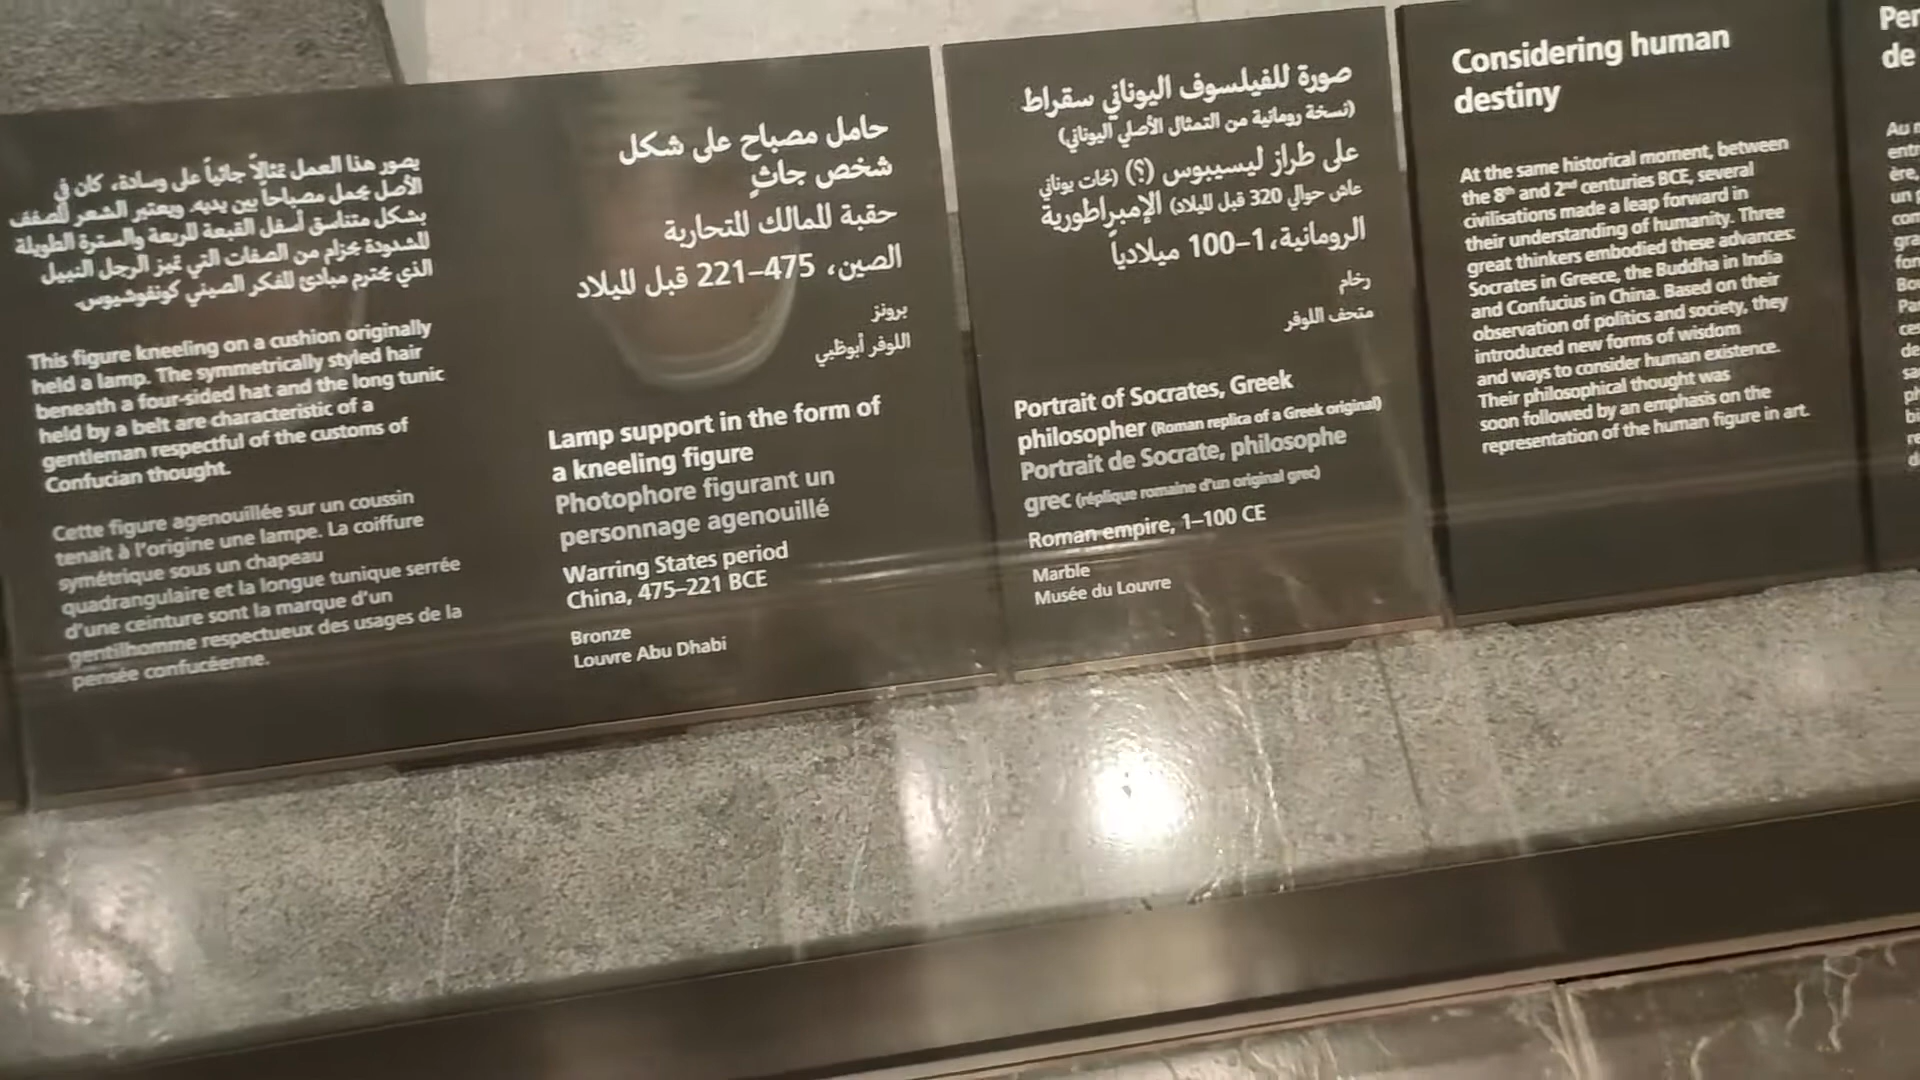 يصور هذا العمل تمثالاً جاثياً على وسادة، كان في
الأصل يحمل مصباحاً بين يديه. ويعتبر الشعر المصفف
بشكل متناسق أسفل القبعة المربعة والسترة الطويلة
المشدودة بحزام من الصفات التي تميز الرجل النبيل
الذي يحترم مبادئ المفكر الصيني كونفوشيوس.
This figure kneeling on a cushion originally
held a lamp. The symmetrically styled hair
beneath a four-sided hat and the long tunic
held by a belt are characteristic of a
gentleman respectful of the customs of
Confucian thought.
Cette figure agenouillée sur un coussin
tenait à l'origine une lampe. La coiffure
symétrique sous un chapeau
quadrangulaire et la longue tunique serrée
d'une ceinture sont la marque d'un
gentilhomme respectueux des usages de la
pensée confucéenne.
حامل مصباح على شكل
شخص جاثٍ
حقبة الممالك المتحاربة
الصين، 475–221 قبل الميلاد
برونز
اللوفر أبوظبي
Lamp support in the form of
a kneeling figure
Photophore figurant un
personnage agenouillé
Warring States period
China, 475–221 BCE
Bronze
Louvre Abu Dhabi
صورة للفيلسوف اليوناني سقراط
(نسخة رومانية من التمثال الأصلي اليوناني)
على طراز ليسيبوس (؟) (نحات يوناني
عاش حوالي 320 قبل الميلاد) الإمبراطورية
الرومانية، 1–100 ميلادياً
رخام
متحف اللوفر
Portrait of Socrates, Greek
philosopher (Roman replica of a Greek original)
Portrait de Socrate, philosophe
grec (réplique romaine d'un original grec)
Roman empire, 1–100 CE
Marble
Musée du Louvre
Considering human
destiny
At the same historical moment, between
the 8th and 2nd centuries BCE, several
civilisations made a leap forward in
their understanding of humanity. Three
great thinkers embodied these advances:
Socrates in Greece, the Buddha in India
and Confucius in China. Based on their
observation of politics and society, they
introduced new forms of wisdom
and ways to consider human existence.
Their philosophical thought was
soon followed by an emphasis on the
representation of the human figure in art.
de
Au
ère,
un